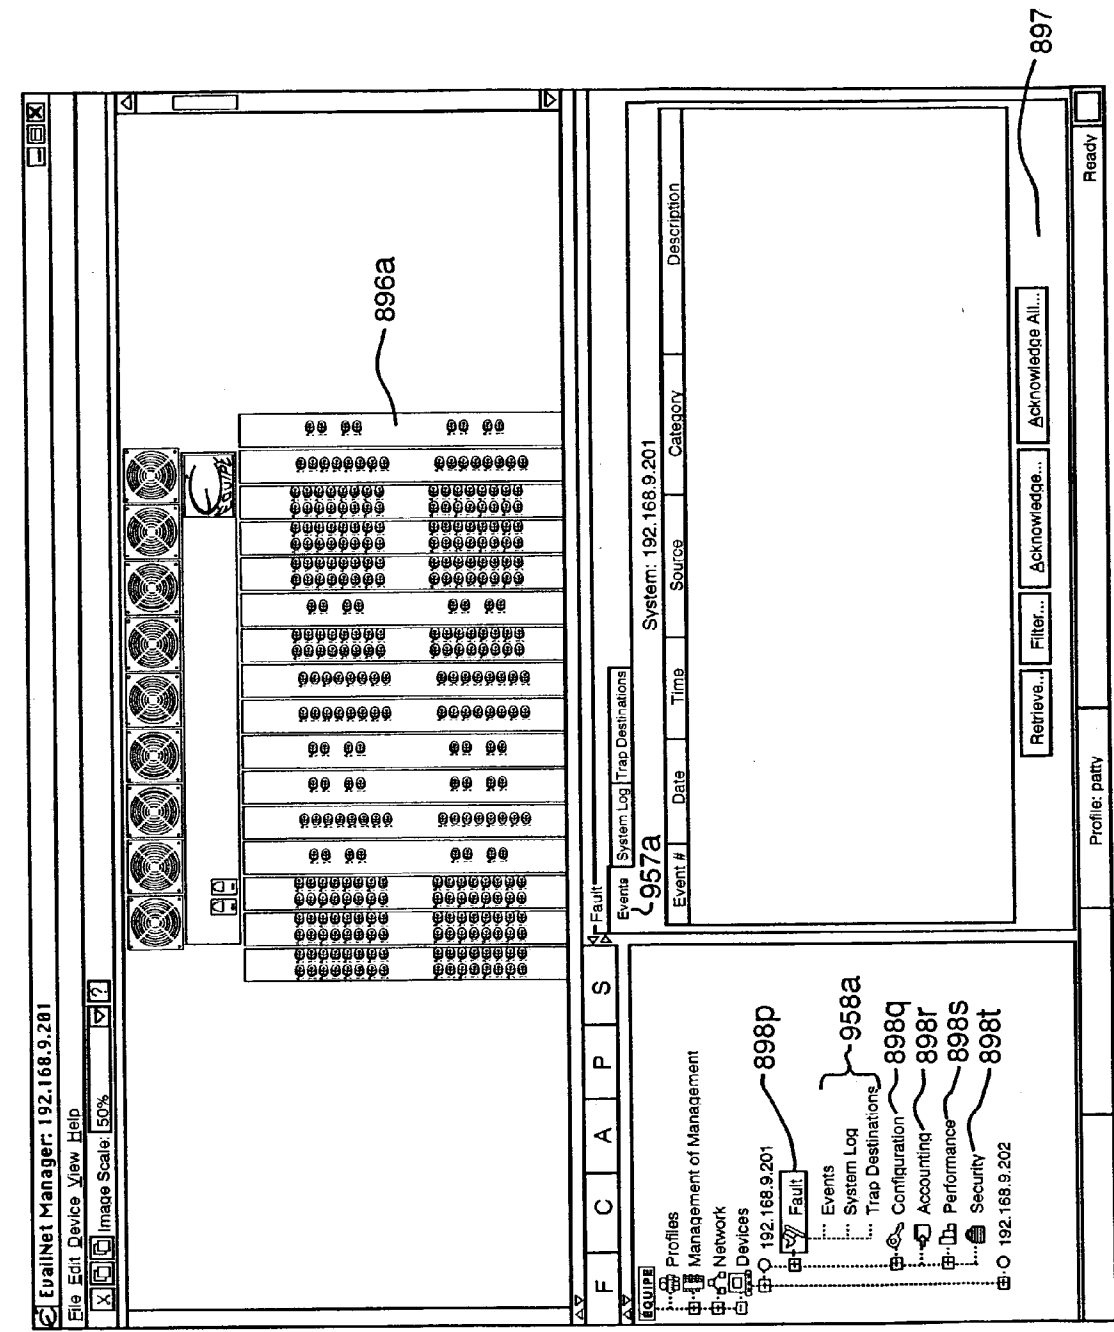 EuailNet Manager: 192.168.9.201
File Edit Device View Help
X Image Scale: 50% ?
EQUIPE
896a
F C A P S
EQUIPE
Profiles
Management of Management
Network
Devices
192.168.9.201
Fault
898p
Events
System Log
Trap Destinations
958a
Configuration 898q
Accounting 898r
Performance 898s
Security 898t
192.168.9.202
Fault
Events System Log Trap Destinations
957a
System: 192.168.9.201
Event # Date Time Source Category Description
Retrieve... Filter... Acknowledge... Acknowledge All...
897
Profile: patty
Ready